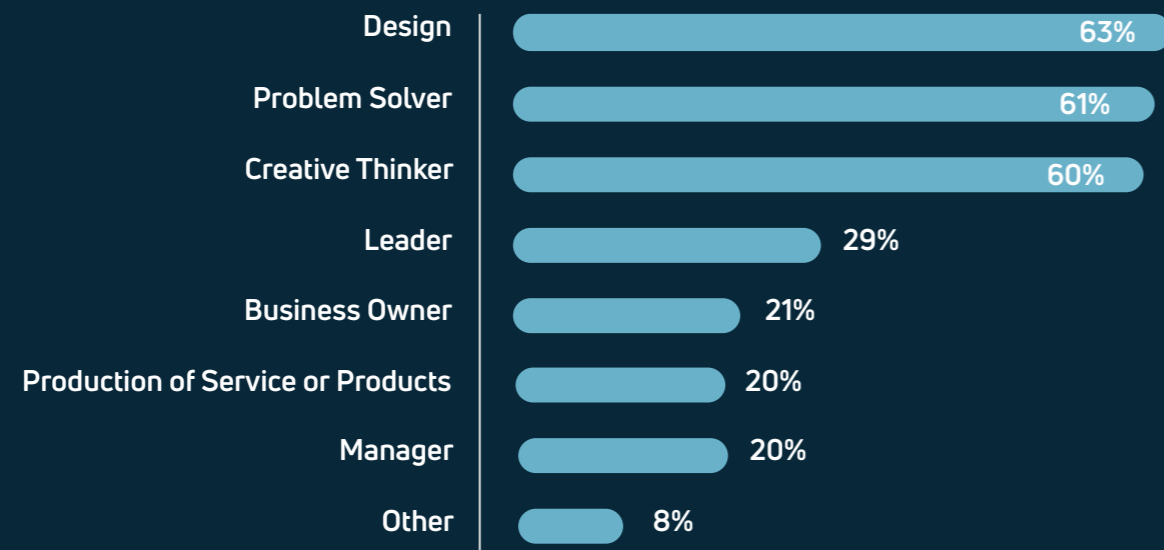 Design 63%
Problem Solver 61%
Creative Thinker 60%
Leader 29%
Business Owner 21%
Production of Service or Products 20%
Manager 20%
Other 8%